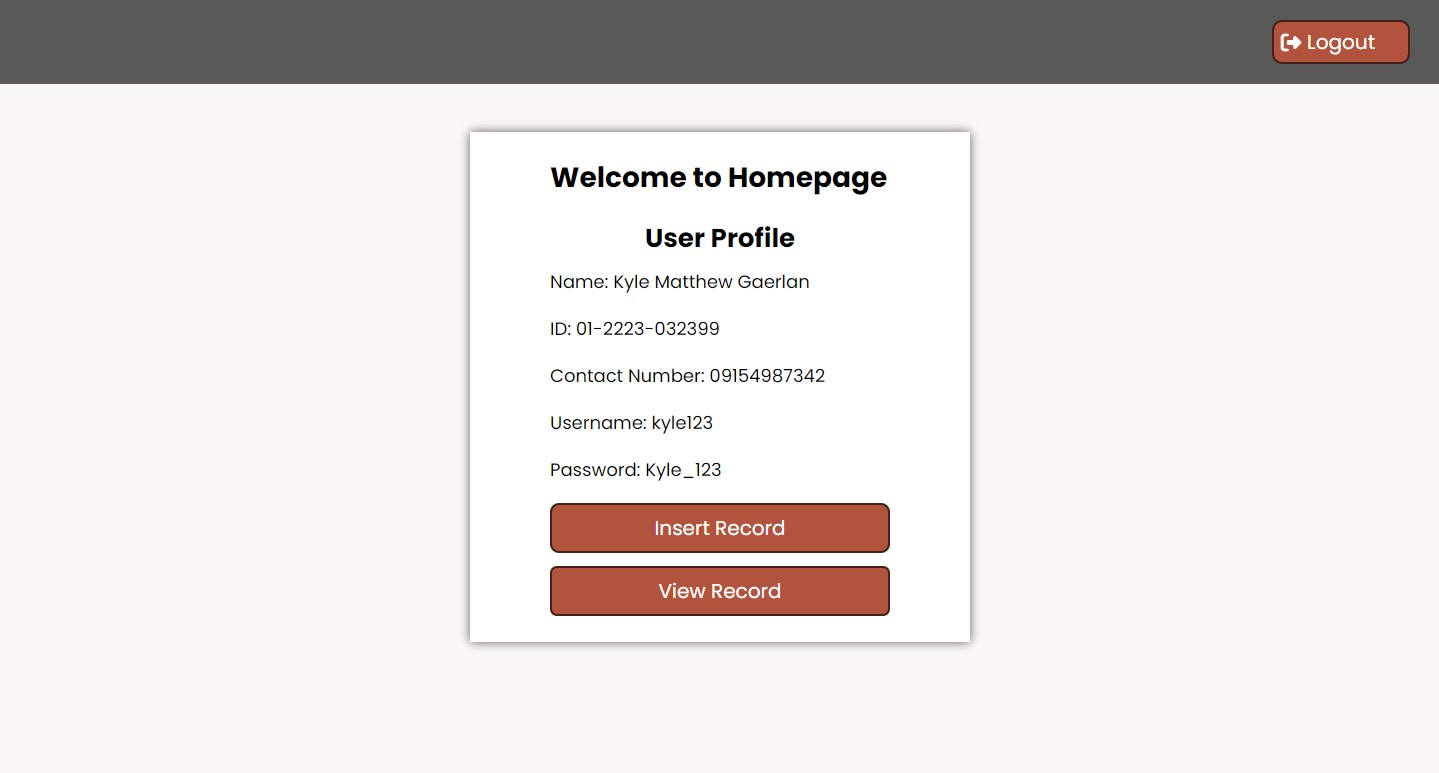 Logout
Welcome to Homepage
User Profile
Name: Kyle Matthew Gaerlan
ID: 01-2223-032399
Contact Number: 09154987342
Username: kyle123
Password: Kyle_123
Insert Record
View Record